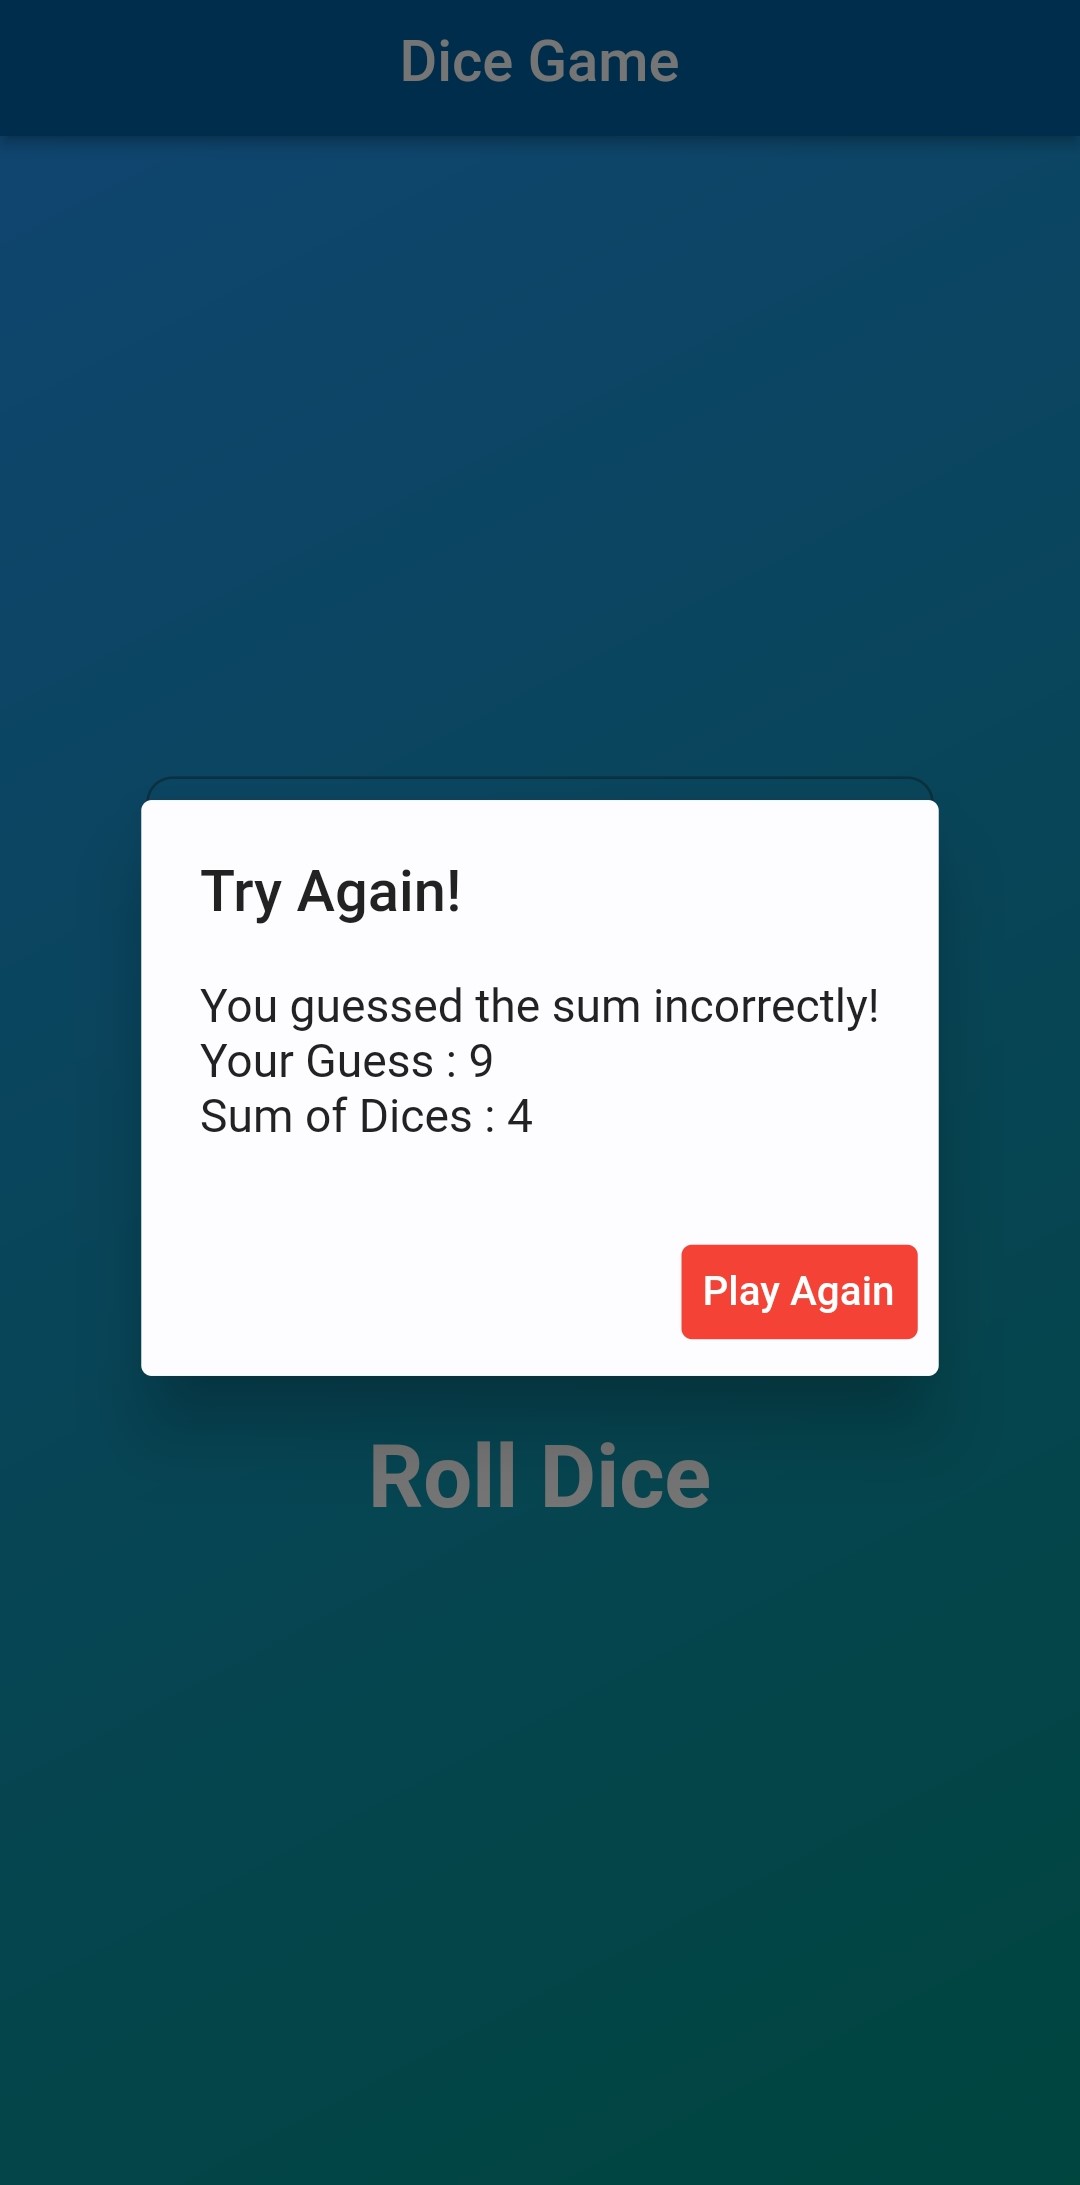 Dice Game
Try Again!
You guessed the sum incorrectly!
Your Guess : 9
Sum of Dices : 4
Play Again
Roll Dice